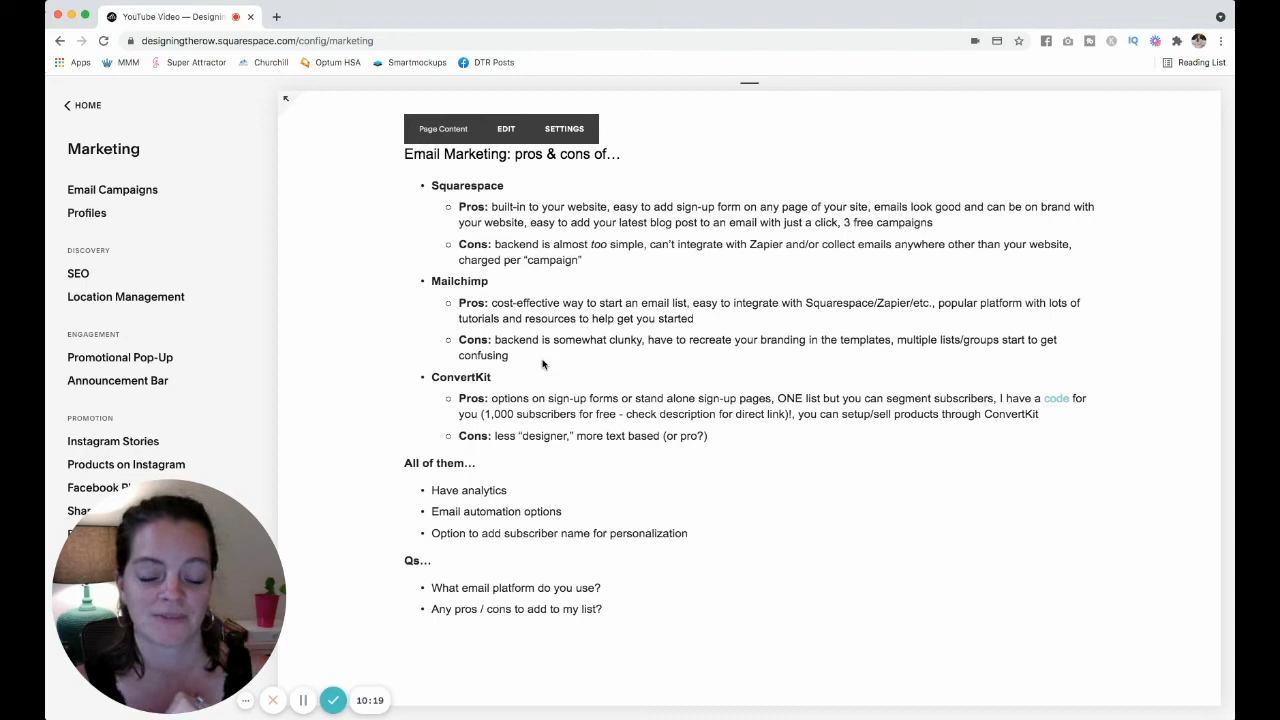 YouTube Video — Designin
designingtherow.squarespace.com/config/marketing
Apps
MMM
Super Attractor
Churchill
Optum HSA
Smartmockups
DTR Posts
Reading List
HOME
Marketing
Email Campaigns
Profiles
DISCOVERY
SEO
Location Management
ENGAGEMENT
Promotional Pop-Up
Announcement Bar
PROMOTION
Instagram Stories
Products on Instagram
Facebook
Page Content EDIT SETTINGS
Email Marketing: pros & cons of…
• Squarespace
○ Pros: built-in to your website, easy to add sign-up form on any page of your site, emails look good and can be on brand with
your website, easy to add your latest blog post to an email with just a click, 3 free campaigns
○ Cons: backend is almost too simple, can’t integrate with Zapier and/or collect emails anywhere other than your website,
charged per “campaign”
• Mailchimp
○ Pros: cost-effective way to start an email list, easy to integrate with Squarespace/Zapier/etc., popular platform with lots of
tutorials and resources to help get you started
○ Cons: backend is somewhat clunky, have to recreate your branding in the templates, multiple lists/groups start to get
confusing
• ConvertKit
○ Pros: options on sign-up forms or stand alone sign-up pages, ONE list but you can segment subscribers, I have a code for
you (1,000 subscribers for free - check description for direct link)!, you can setup/sell products through ConvertKit
○ Cons: less “designer,” more text based (or pro?)
All of them…
• Have analytics
• Email automation options
• Option to add subscriber name for personalization
Qs…
• What email platform do you use?
• Any pros / cons to add to my list?
10:19